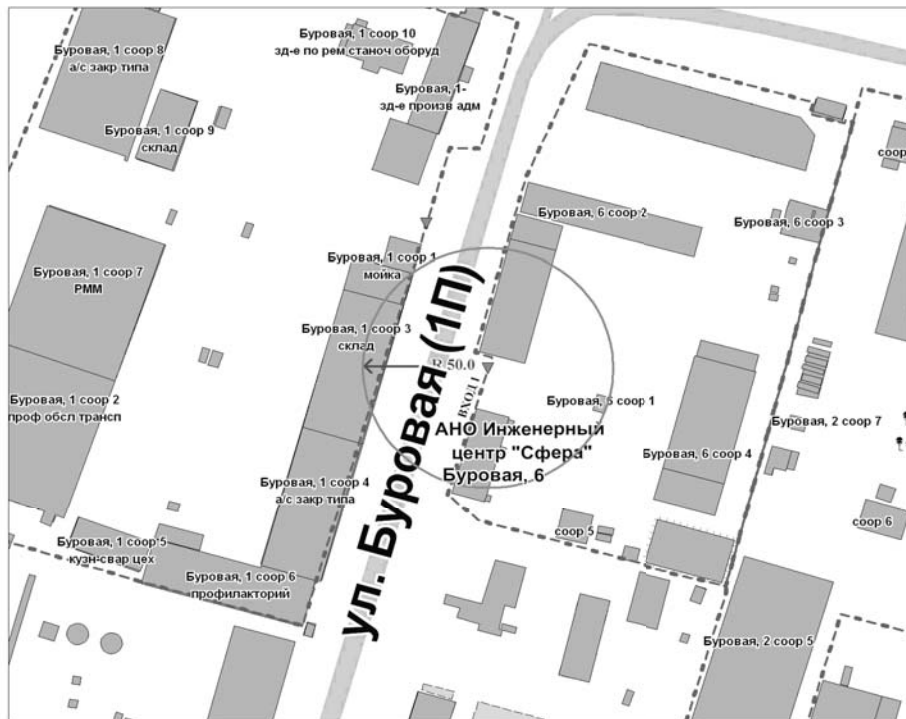 Буровая, 1 соор 8
а/с закр типа
Буровая, 1 соор 10
зд-е по рем станоч оборуд
Буровая, 1-
зд-е произв адм
Буровая, 1 соор 9
склад
соор
Буровая, 6 соор 2
Буровая, 6 соор 3
Буровая, 1 соор 7
РММ
Буровая, 1 соор 1
мойка
Буровая, 1 соор 3
склад
R 50.0
ул. Буровая (1П)
ВХОД 1
Буровая, 1 соор 2
проф обсл трансп
Буровая, 6 соор 1
Буровая, 2 соор 7
АНО Инженерный
центр "Сфера"
Буровая, 6
Буровая, 6 соор 4
Буровая, 1 соор 4
а/с закр типа
соор 5
соор 6
Буровая, 1 соор 5
кузн-свар цех
Буровая, 1 соор 6
профилакторий
Буровая, 2 соор 5